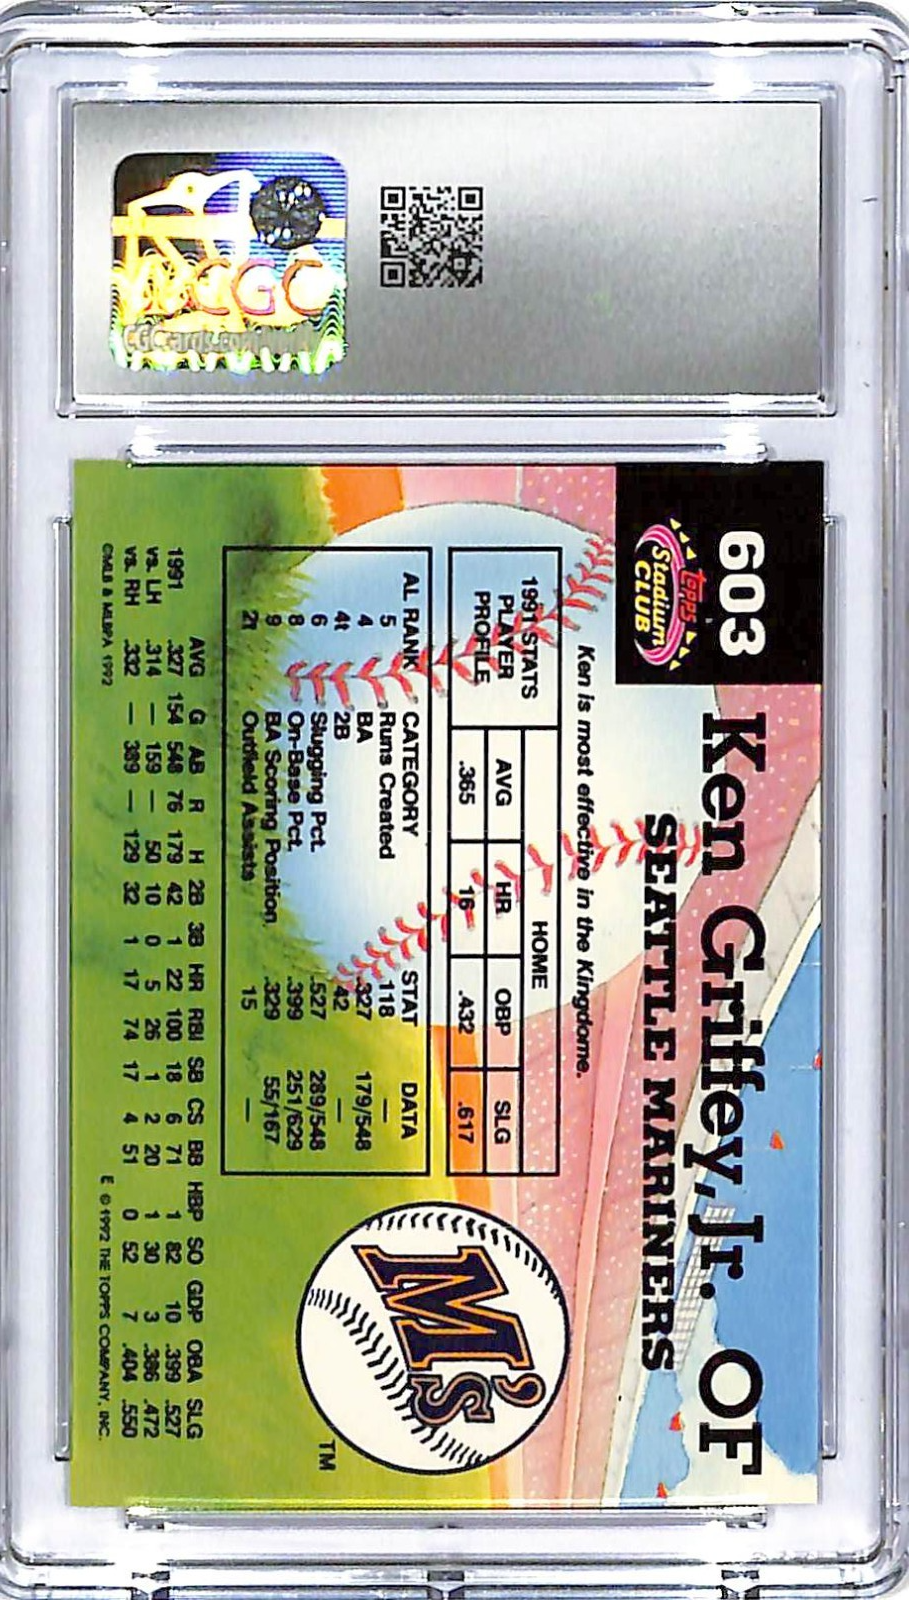 CGC
CGCcards.com
603
TOPPS
Stadium
CLUB
Ken Griffey, Jr. OF
SEATTLE MARINERS
Ken is most effective in the Kingdome.
1991 STATS HOME
PLAYER AVG HR OBP SLG
PROFILE .365 16 .432 .617
AL RANK CATEGORY STAT DATA
5 Runs Created 118 —
4 BA .327 179/548
4t 2B 42 —
6 Slugging Pct. .527 289/548
8 On-Base Pct. .399 251/629
9 BA Scoring Position .329 55/167
2t Outfield Assists 15 —
M's
TM
AVG G AB R H 2B 3B HR RBI SB CS BB HBP SO GDP OBA SLG
1991 .327 154 548 76 179 42 1 22 100 18 6 71 1 82 10 .399 .527
vs. LH .314 — 159 — 50 10 0 5 26 1 2 20 1 30 3 .386 .472
vs. RH .332 — 389 — 129 32 1 17 74 17 4 51 0 52 7 .404 .550
©MLB & MLBPA 1992 E © 1992 THE TOPPS COMPANY, INC.